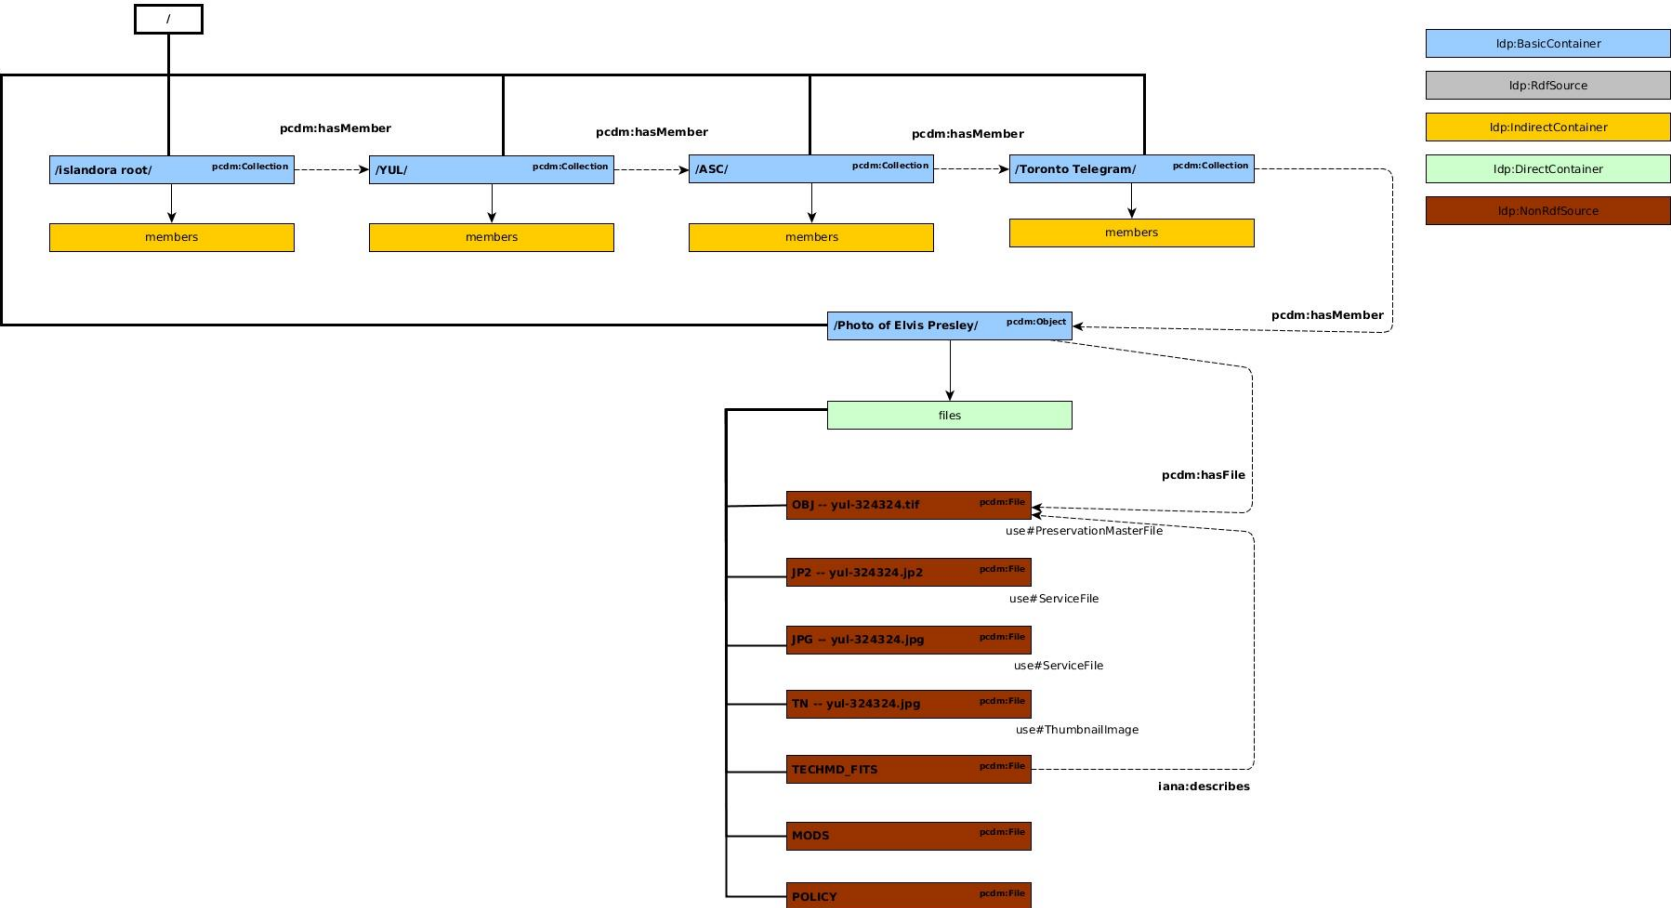 /
ldp:BasicContainer
ldp:RdfSource
ldp:IndirectContainer
ldp:DirectContainer
ldp:NonRdfSource
pcdm:hasMember
pcdm:hasMember
pcdm:hasMember
/islandora root/ pcdm:Collection
/YUL/ pcdm:Collection
/ASC/ pcdm:Collection
/Toronto Telegram/ pcdm:Collection
members
members
members
members
pcdm:hasMember
/Photo of Elvis Presley/ pcdm:Object
files
pcdm:hasFile
OBJ -- yul-324324.tif pcdm:File
use#PreservationMasterFile
JP2 -- yul-324324.jp2 pcdm:File
use#ServiceFile
JPG -- yul-324324.jpg pcdm:File
use#ServiceFile
TN -- yul-324324.jpg pcdm:File
use#ThumbnailImage
TECHMD_FITS pcdm:File
iana:describes
MODS pcdm:File
POLICY pcdm:File